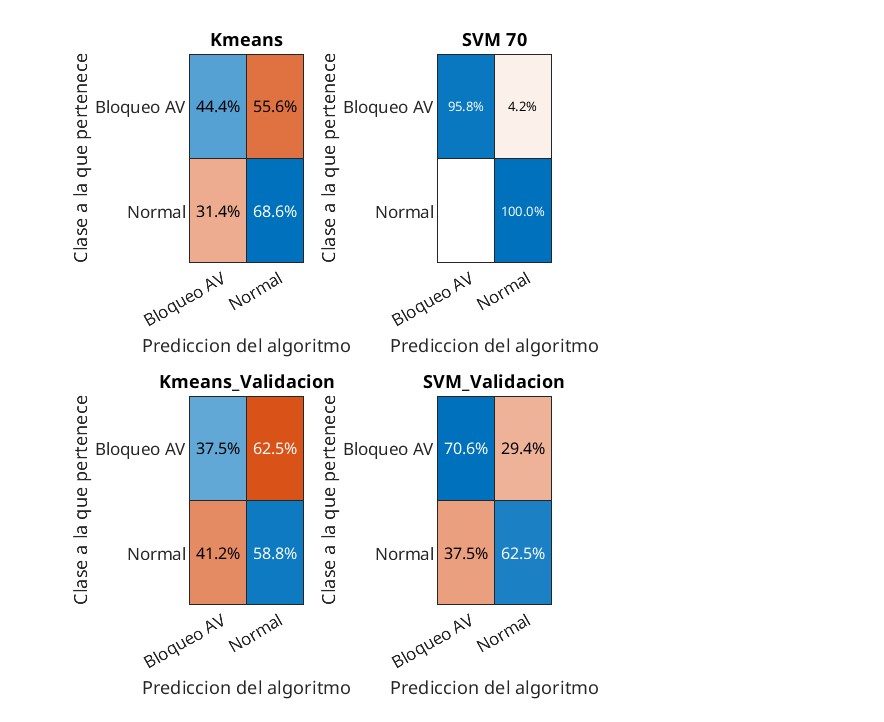 Kmeans
Clase a la que pertenece
Bloqueo AV
44.4%
55.6%
Normal
31.4%
68.6%
Bloqueo AV
Normal
Prediccion del algoritmo
SVM 70
Clase a la que pertenece
Bloqueo AV
95.8%
4.2%
Normal
100.0%
Bloqueo AV
Normal
Prediccion del algoritmo
Kmeans_Validacion
Clase a la que pertenece
Bloqueo AV
37.5%
62.5%
Normal
41.2%
58.8%
Bloqueo AV
Normal
Prediccion del algoritmo
SVM_Validacion
Clase a la que pertenece
Bloqueo AV
70.6%
29.4%
Normal
37.5%
62.5%
Bloqueo AV
Normal
Prediccion del algoritmo